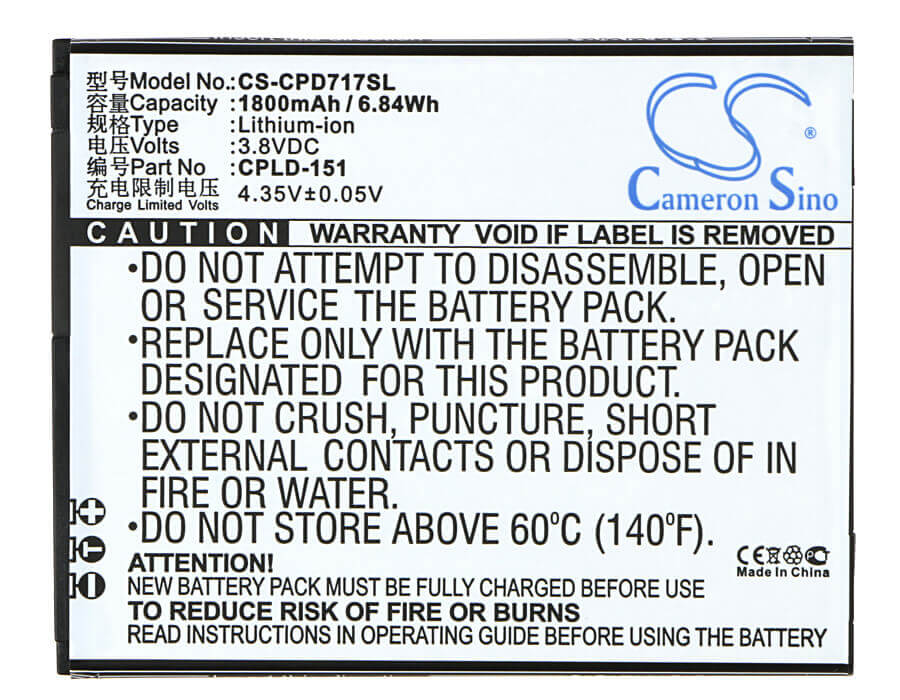 型号Model No.:CS-CPD717SL
容量Capacity :1800mAh / 6.84Wh
规格Type :Lithium-ion
电压Volts :3.8VDC
编号Part No :CPLD-151
充电限制电压 4.35V±0.05V
Charge Limited Volts
CS ®
Cameron Sino
CAUTION WARRANTY VOID IF LABEL IS REMOVED
•DO NOT ATTEMPT TO DISASSEMBLE, OPEN
OR SERVICE THE BATTERY PACK.
•REPLACE ONLY WITH THE BATTERY PACK
DESIGNATED FOR THIS PRODUCT.
•DO NOT CRUSH, PUNCTURE, SHORT
EXTERNAL CONTACTS OR DISPOSE OF IN
FIRE OR WATER.
•DO NOT STORE ABOVE 60°C (140°F).
ATTENTION!
NEW BATTERY PACK MUST BE FULLY CHARGED BEFORE USE
TO REDUCE RISK OF FIRE OR BURNS
READ INSTRUCTIONS IN OPERATING GUIDE BEFORE USING THE BATTERY
CE
Made In China